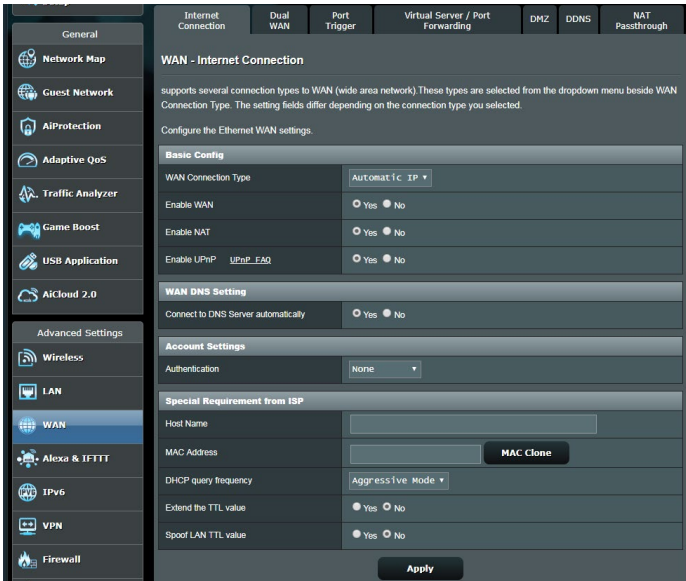 General
Network Map
Guest Network
AiProtection
Adaptive QoS
Traffic Analyzer
Game Boost
USB Application
AiCloud 2.0
Advanced Settings
Wireless
LAN
WAN
Alexa & IFTTT
IPv6
VPN
Firewall
Internet Connection
Dual WAN
Port Trigger
Virtual Server / Port Forwarding
DMZ
DDNS
NAT Passthrough
WAN - Internet Connection
supports several connection types to WAN (wide area network).These types are selected from the dropdown menu beside WAN
Connection Type. The setting fields differ depending on the connection type you selected.
Configure the Ethernet WAN settings.
Basic Config
WAN Connection Type Automatic IP
Enable WAN Yes No
Enable NAT Yes No
Enable UPnP UPnP FAQ Yes No
WAN DNS Setting
Connect to DNS Server automatically Yes No
Account Settings
Authentication None
Special Requirement from ISP
Host Name
MAC Address MAC Clone
DHCP query frequency Aggressive Mode
Extend the TTL value Yes No
Spoof LAN TTL value Yes No
Apply